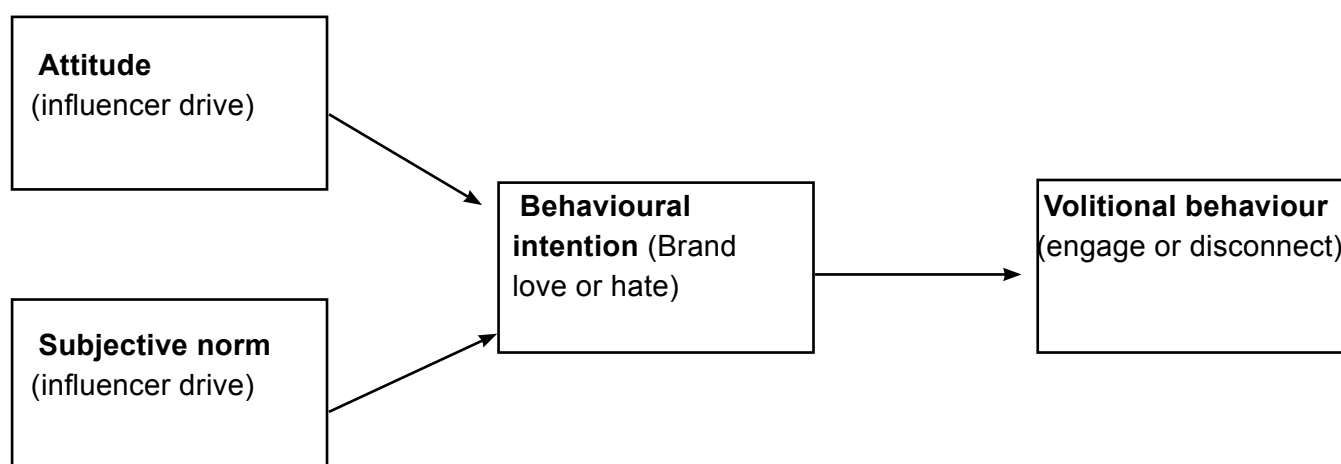 Attitude
(influencer drive)
Behavioural
intention (Brand
love or hate)
Volitional behaviour
(engage or disconnect)
Subjective norm
(influencer drive)